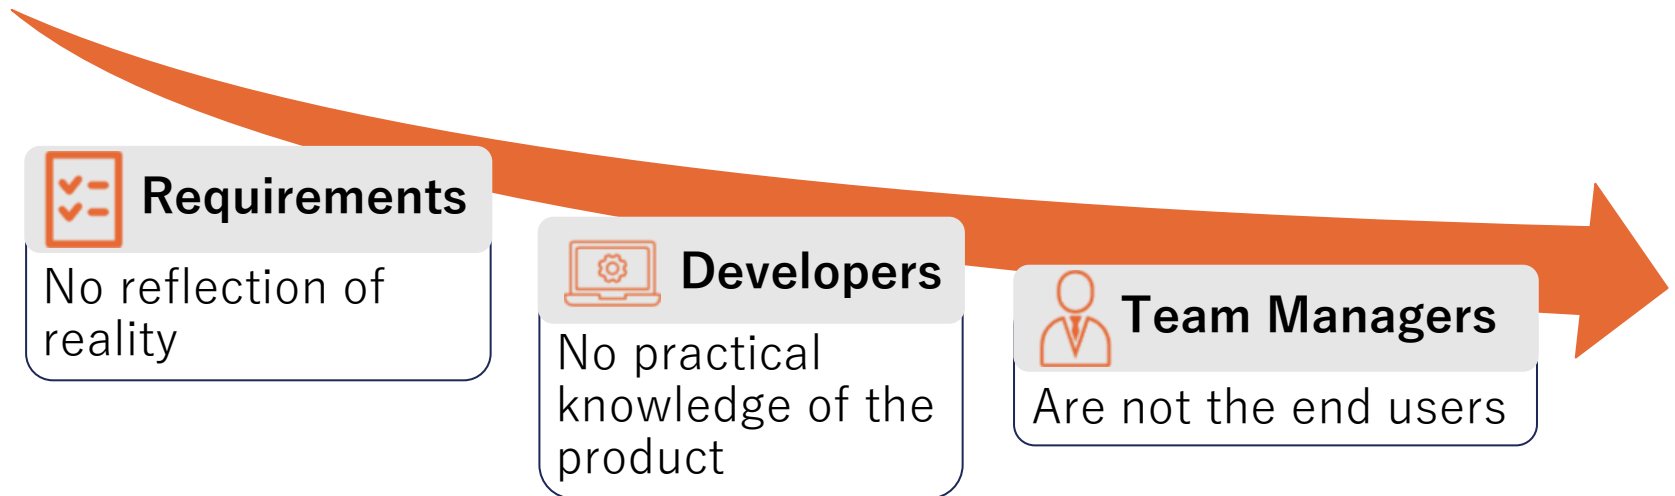 Requirements
No reflection of
reality
Developers
No practical
knowledge of the
product
Team Managers
Are not the end users